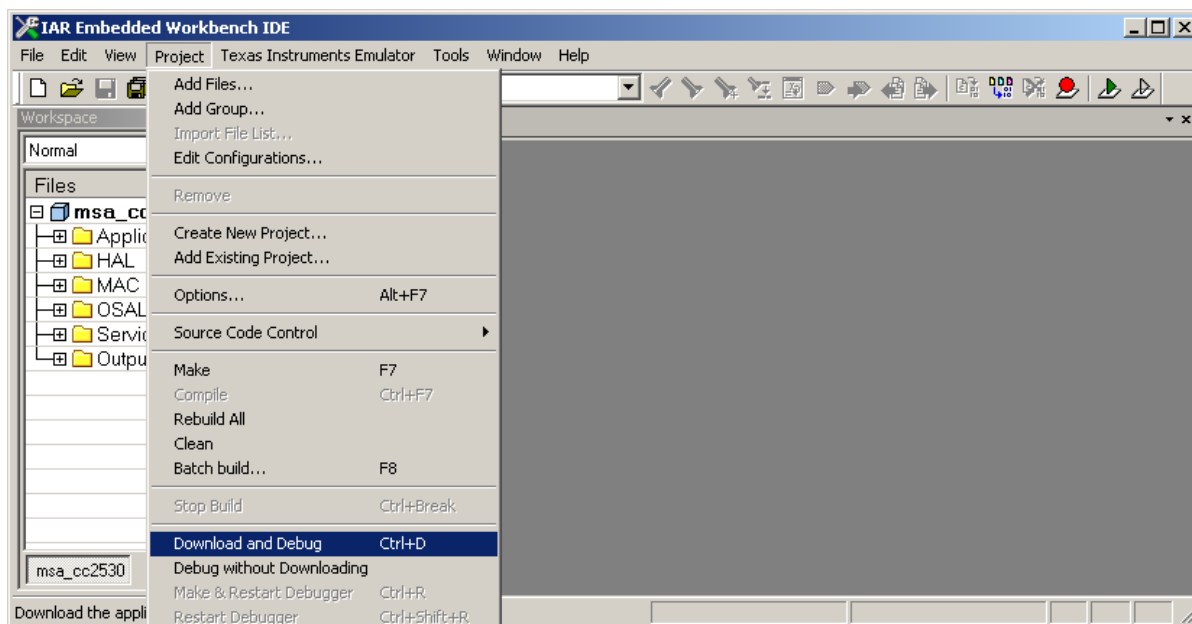 IAR Embedded Workbench IDE
File Edit View Project Texas Instruments Emulator Tools Window Help
Workspace
Normal
Files
msa_cc
Applic
HAL
MAC
OSAL
Servic
Outpu
msa_cc2530
Download the appli
Add Files...
Add Group...
Import File List...
Edit Configurations...
Remove
Create New Project...
Add Existing Project...
Options... Alt+F7
Source Code Control
Make F7
Compile Ctrl+F7
Rebuild All
Clean
Batch build... F8
Stop Build Ctrl+Break
Download and Debug Ctrl+D
Debug without Downloading
Make & Restart Debugger Ctrl+R
Restart Debugger Ctrl+Shift+R